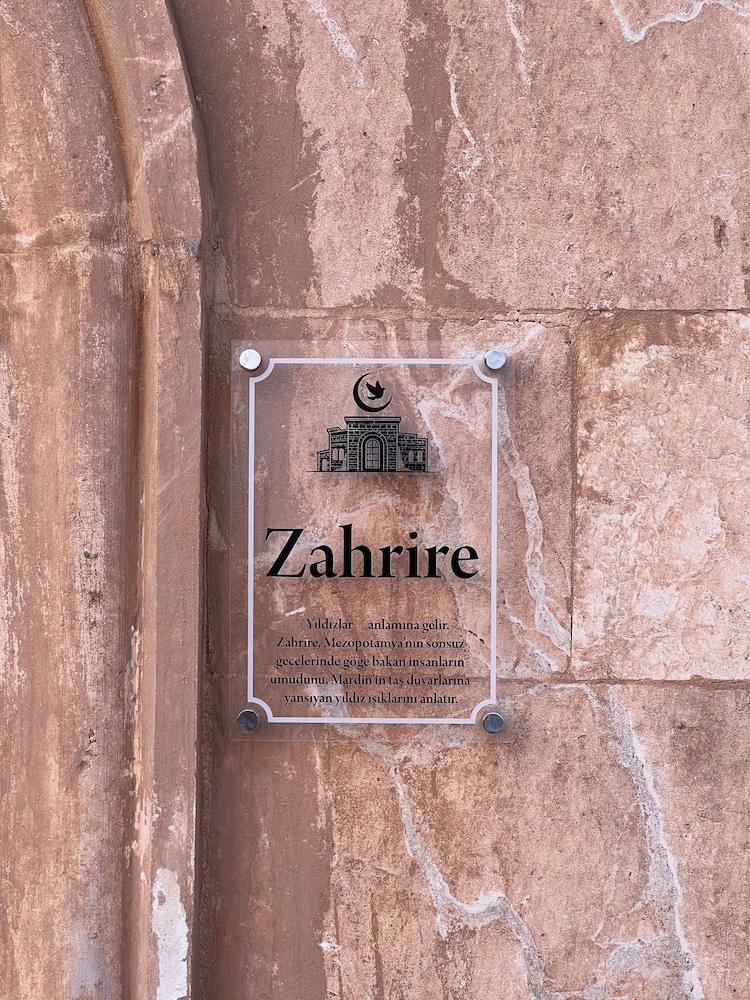 Zahrire
Yıldızlar anlamına gelir.
Zahrire, Mezopotamya'nın sonsuz
gecelerinde göğe bakan insanların
umudunu, Mardin'in taş duvarlarına
yansıyan yıldız ışıklarını anlatır.